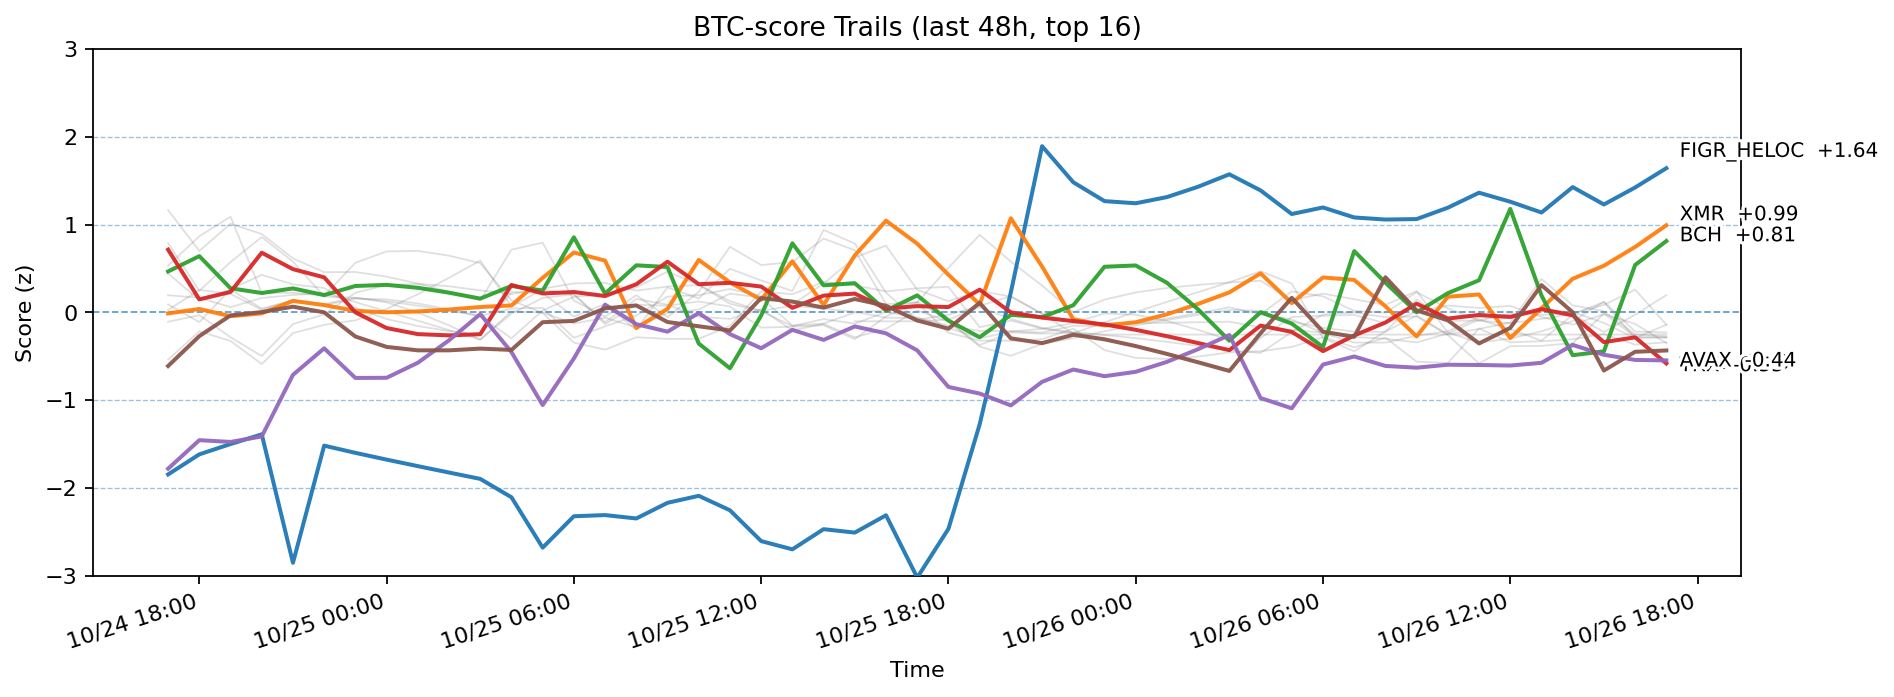 BTC-score Trails (last 48h, top 16)
Score (z)
3
2
1
0
−1
−2
−3
FIGR_HELOC +1.64
XMR +0.99
BCH +0.81
AVAX -0.44
10/24 18:00
10/25 00:00
10/25 06:00
10/25 12:00
10/25 18:00
10/26 00:00
10/26 06:00
10/26 12:00
10/26 18:00
Time